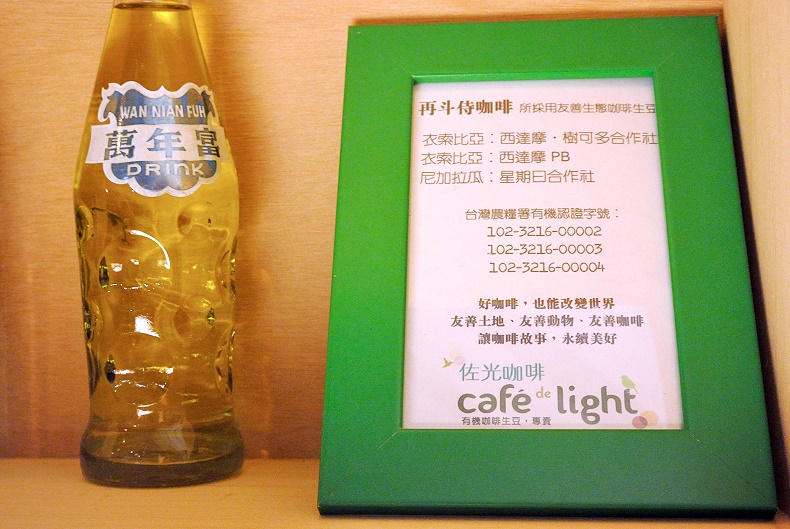 WAN NIAN FUH
萬年富
DRINK
再斗侍咖啡 所採用友善生態咖啡生豆
衣索比亞：西達摩・樹可多合作社
衣索比亞：西達摩 PB
尼加拉瓜：星期日合作社
台灣農糧署有機認證字號：
102-3216-00002
102-3216-00003
102-3216-00004
好咖啡，也能改變世界
友善土地、友善動物、友善咖啡
讓咖啡故事，永續美好
佐光咖啡
café de light
有機咖啡生豆，專賣